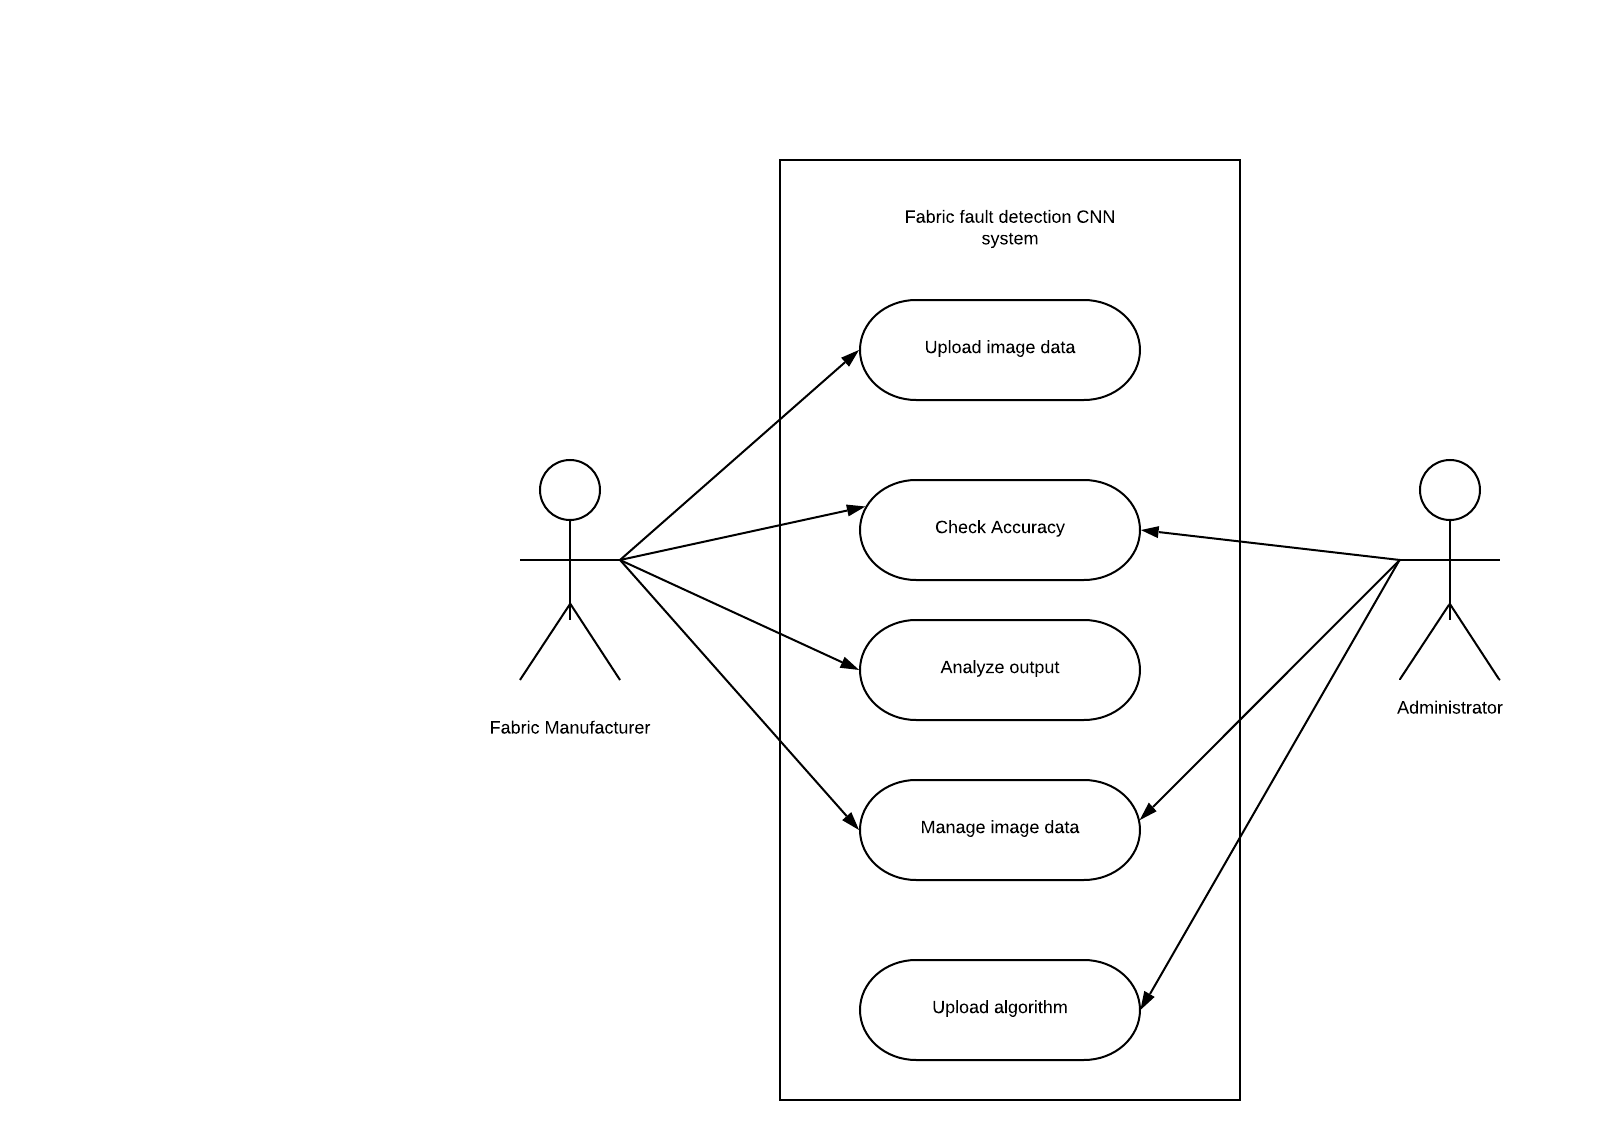 Fabric fault detection CNN
system
Upload image data
Check Accuracy
Analyze output
Fabric Manufacturer
Administrator
Manage image data
Upload algorithm